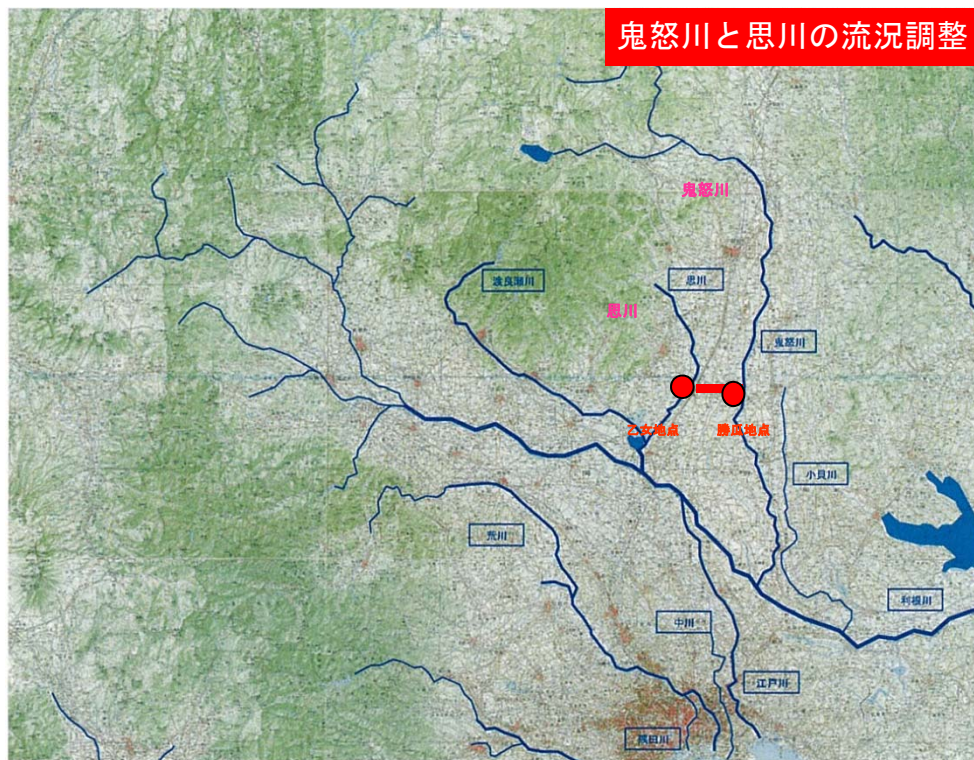 鬼怒川と思川の流況調整
鬼怒川
渡良瀬川
思川
思川
鬼怒川
乙女地点
勝瓜地点
小貝川
荒川
利根川
中川
江戸川
隅田川